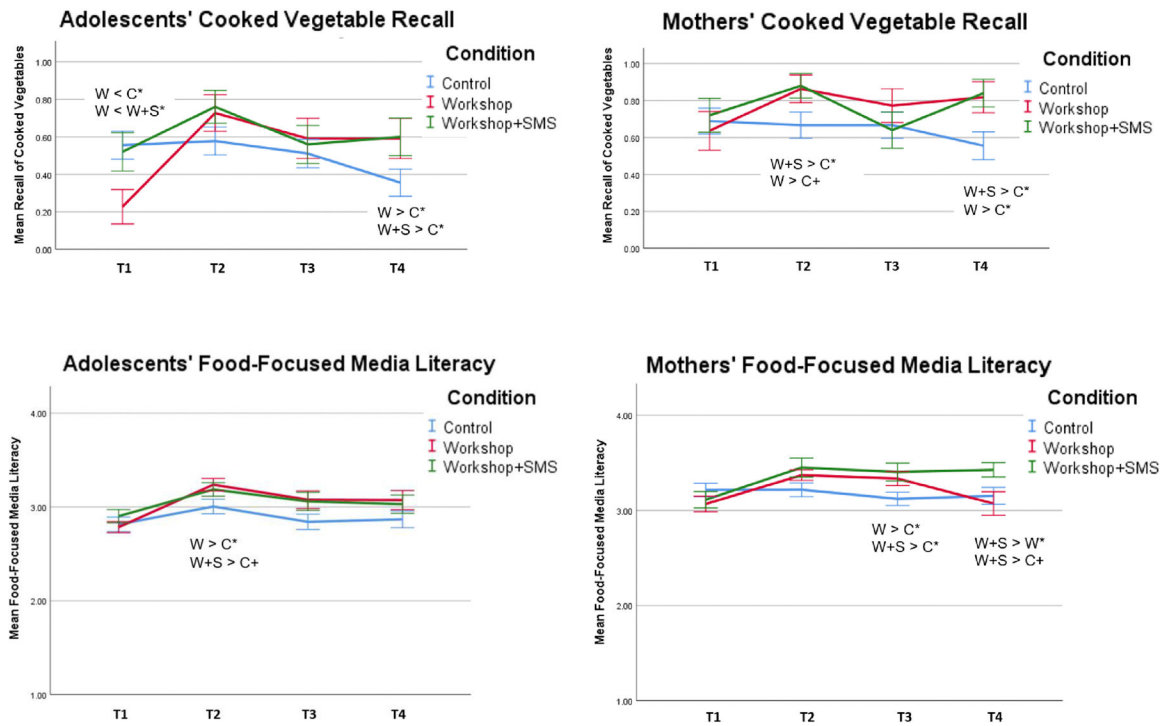 Adolescents' Cooked Vegetable Recall
Condition
Control
Workshop
Workshop+SMS
Mean Recall of Cooked Vegetables
1.00
0.80
0.60
0.40
0.20
0.00
W < C*
W < W+S*
W > C*
W+S > C*
T1 T2 T3 T4
Mothers' Cooked Vegetable Recall
Condition
Control
Workshop
Workshop+SMS
Mean Recall of Cooked Vegetables
1.00
0.80
0.60
0.40
0.20
0.00
W+S > C*
W > C+
W+S > C*
W > C*
T1 T2 T3 T4
Adolescents' Food-Focused Media Literacy
Condition
Control
Workshop
Workshop+SMS
Mean Food-Focused Media Literacy
4.00
3.00
2.00
1.00
W > C*
W+S > C+
T1 T2 T3 T4
Mothers' Food-Focused Media Literacy
Condition
Control
Workshop
Workshop+SMS
Mean Food-Focused Media Literacy
4.00
3.00
2.00
1.00
W > C*
W+S > C*
W+S > W*
W+S > C+
T1 T2 T3 T4